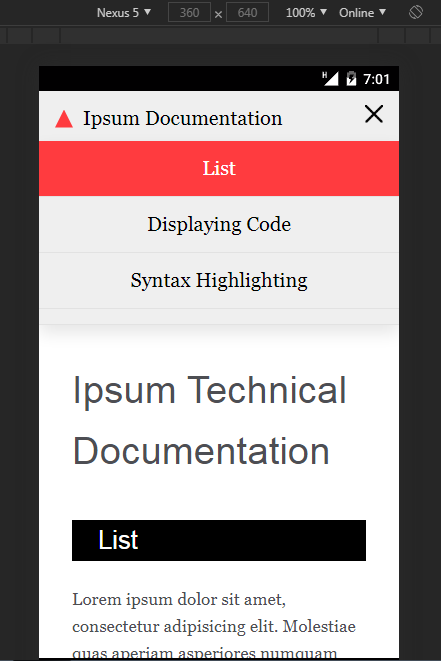 Nexus 5 ▼ 360 × 640 100% ▼ Online ▼
H 7:01
Ipsum Documentation
List
Displaying Code
Syntax Highlighting
Ipsum Technical
Documentation
List
Lorem ipsum dolor sit amet,
consectetur adipisicing elit. Molestiae
quas aperiam asperiores numquam